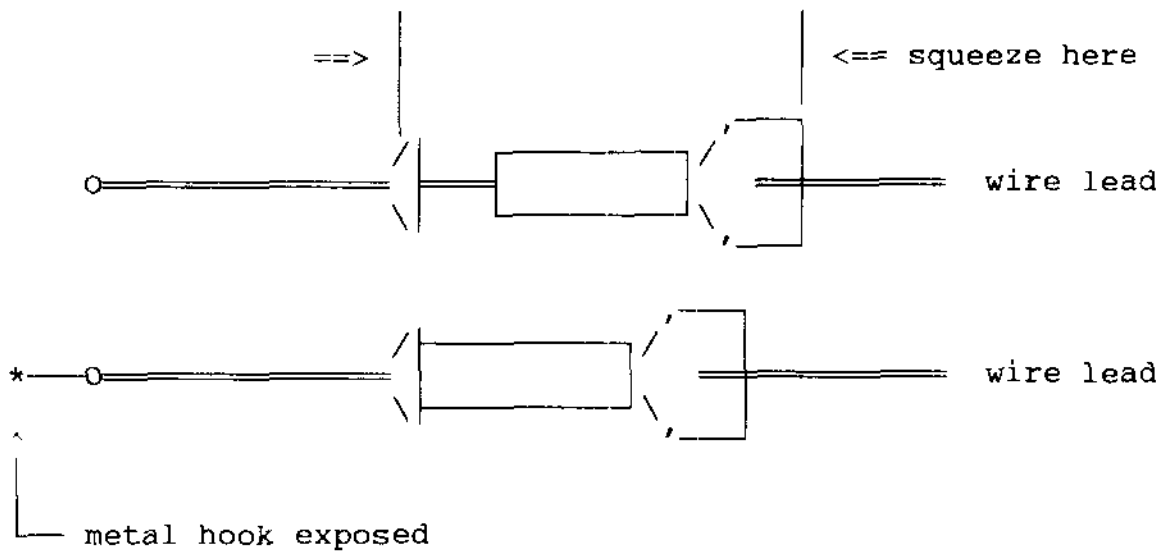 ==> <== squeeze here
wire lead
wire lead
metal hook exposed